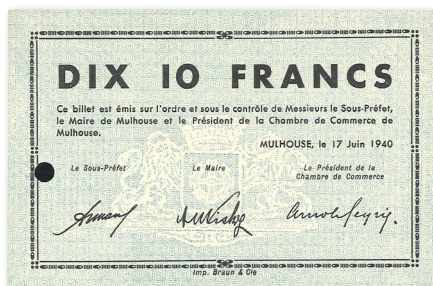 DIX 10 FRANCS
Ce billet est émis sur l'ordre et sous le contrôle de Messieurs le Sous-Préfet,
le Maire de Mulhouse et le Président de la Chambre de Commerce de
Mulhouse.
MULHOUSE, le 17 Juin 1940
Le Sous-Préfet
Le Maire
Le Président de la
Chambre de Commerce
Imp. Braun & Cie